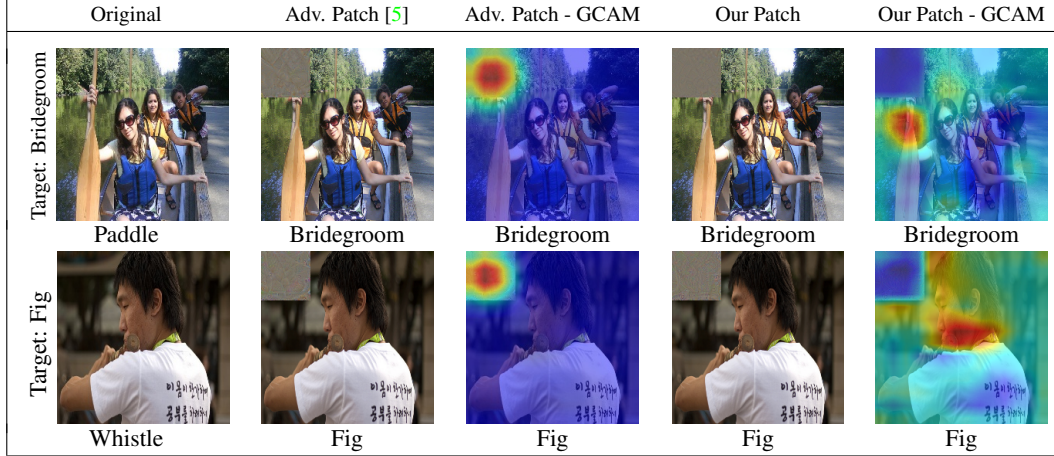 Original Adv. Patch [5] Adv. Patch - GCAM Our Patch Our Patch - GCAM
Target: Bridegroom
Paddle Bridegroom Bridegroom Bridegroom Bridegroom
Target: Fig
Whistle Fig Fig Fig Fig